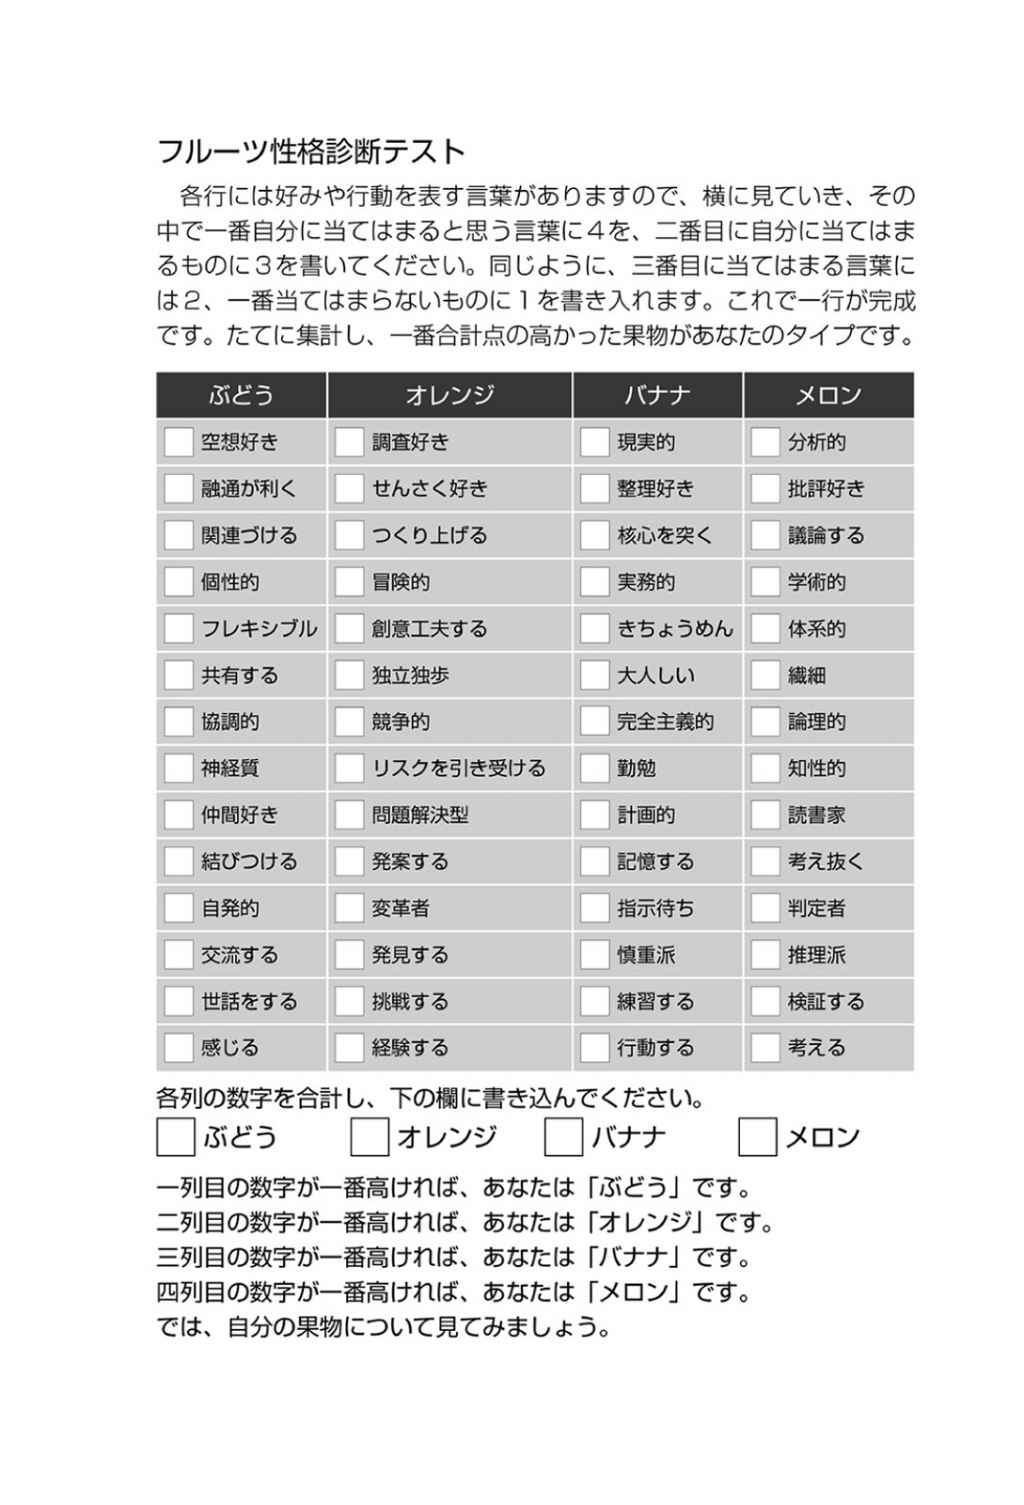 フルーツ性格診断テスト
　各行には好みや行動を表す言葉がありますので、横に見ていき、その
中で一番自分に当てはまると思う言葉に４を、二番目に自分に当てはま
るものに３を書いてください。同じように、三番目に当てはまる言葉に
は２、一番当てはまらないものに１を書き入れます。これで一行が完成
です。たてに集計し、一番合計点の高かった果物があなたのタイプです。
ぶどう オレンジ バナナ メロン
空想好き 調査好き 現実的 分析的
融通が利く せんさく好き 整理好き 批評好き
関連づける つくり上げる 核心を突く 議論する
個性的 冒険的 実務的 学術的
フレキシブル 創意工夫する きちょうめん 体系的
共有する 独立独歩 大人しい 繊細
協調的 競争的 完全主義的 論理的
神経質 リスクを引き受ける 勤勉 知性的
仲間好き 問題解決型 計画的 読書家
結びつける 発案する 記憶する 考え抜く
自発的 変革者 指示待ち 判定者
交流する 発見する 慎重派 推理派
世話をする 挑戦する 練習する 検証する
感じる 経験する 行動する 考える
各列の数字を合計し、下の欄に書き込んでください。
ぶどう オレンジ バナナ メロン
一列目の数字が一番高ければ、あなたは「ぶどう」です。
二列目の数字が一番高ければ、あなたは「オレンジ」です。
三列目の数字が一番高ければ、あなたは「バナナ」です。
四列目の数字が一番高ければ、あなたは「メロン」です。
では、自分の果物について見てみましょう。